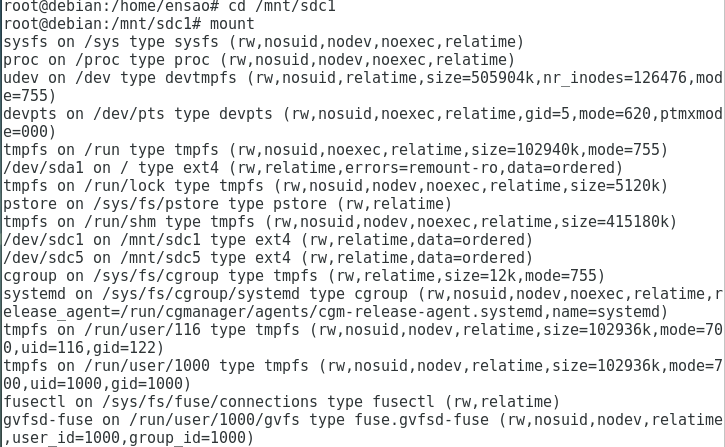 root@debian:/home/ensao# cd /mnt/sdc1
root@debian:/mnt/sdc1# mount
sysfs on /sys type sysfs (rw,nosuid,nodev,noexec,relatime)
proc on /proc type proc (rw,nosuid,nodev,noexec,relatime)
udev on /dev type devtmpfs (rw,nosuid,relatime,size=505904k,nr_inodes=126476,mod
e=755)
devpts on /dev/pts type devpts (rw,nosuid,noexec,relatime,gid=5,mode=620,ptmxmod
e=000)
tmpfs on /run type tmpfs (rw,nosuid,noexec,relatime,size=102940k,mode=755)
/dev/sda1 on / type ext4 (rw,relatime,errors=remount-ro,data=ordered)
tmpfs on /run/lock type tmpfs (rw,nosuid,nodev,noexec,relatime,size=5120k)
pstore on /sys/fs/pstore type pstore (rw,relatime)
tmpfs on /run/shm type tmpfs (rw,nosuid,nodev,noexec,relatime,size=415180k)
/dev/sdc1 on /mnt/sdc1 type ext4 (rw,relatime,data=ordered)
/dev/sdc5 on /mnt/sdc5 type ext4 (rw,relatime,data=ordered)
cgroup on /sys/fs/cgroup type tmpfs (rw,relatime,size=12k,mode=755)
systemd on /sys/fs/cgroup/systemd type cgroup (rw,nosuid,nodev,noexec,relatime,r
elease_agent=/run/cgmanager/agents/cgm-release-agent.systemd,name=systemd)
tmpfs on /run/user/116 type tmpfs (rw,nosuid,nodev,relatime,size=102936k,mode=70
0,uid=116,gid=122)
tmpfs on /run/user/1000 type tmpfs (rw,nosuid,nodev,relatime,size=102936k,mode=7
00,uid=1000,gid=1000)
fusectl on /sys/fs/fuse/connections type fusectl (rw,relatime)
gvfsd-fuse on /run/user/1000/gvfs type fuse.gvfsd-fuse (rw,nosuid,nodev,relatime
,user_id=1000,group_id=1000)